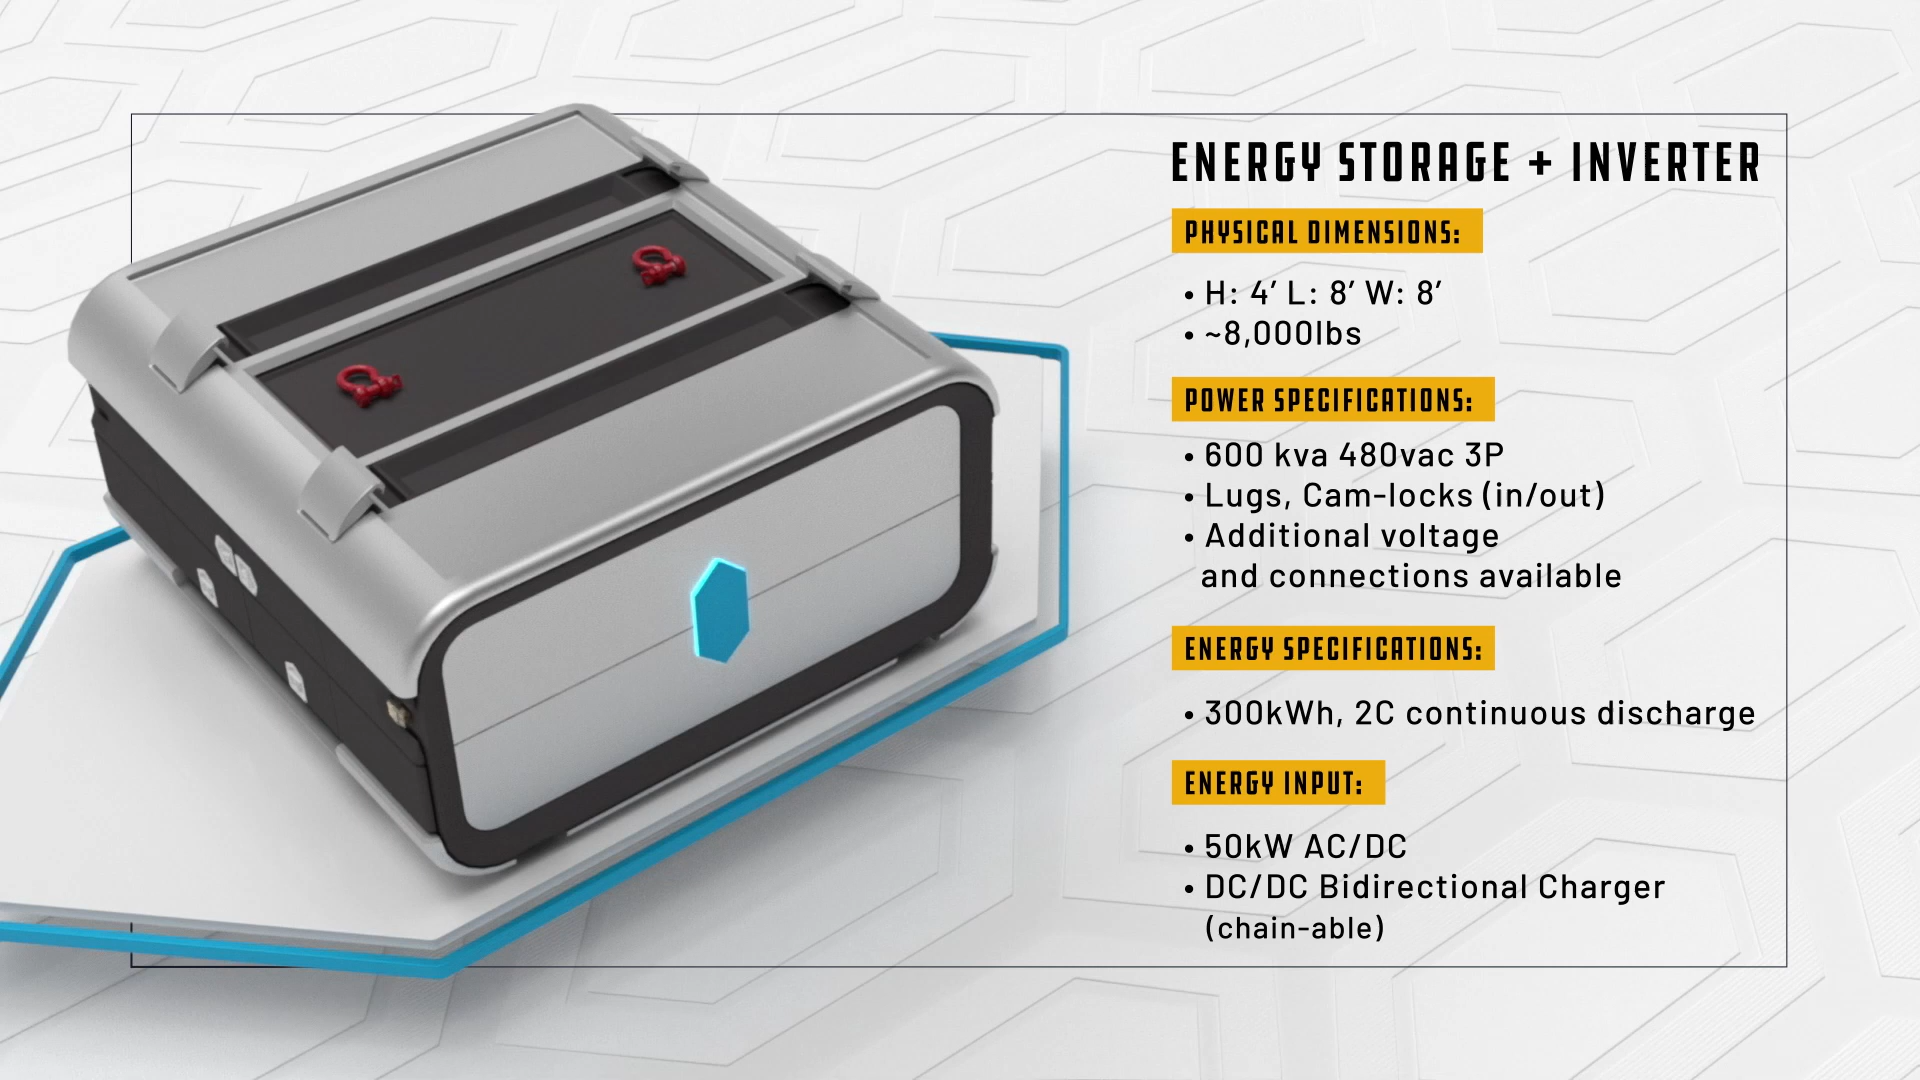 ENERGY STORAGE + INVERTER
PHYSICAL DIMENSIONS:
• H: 4’ L: 8’ W: 8’
• ~8,000lbs
POWER SPECIFICATIONS:
• 600 kva 480vac 3P
• Lugs, Cam-locks (in/out)
• Additional voltage
and connections available
ENERGY SPECIFICATIONS:
• 300kWh, 2C continuous discharge
ENERGY INPUT:
• 50kW AC/DC
• DC/DC Bidirectional Charger
(chain-able)